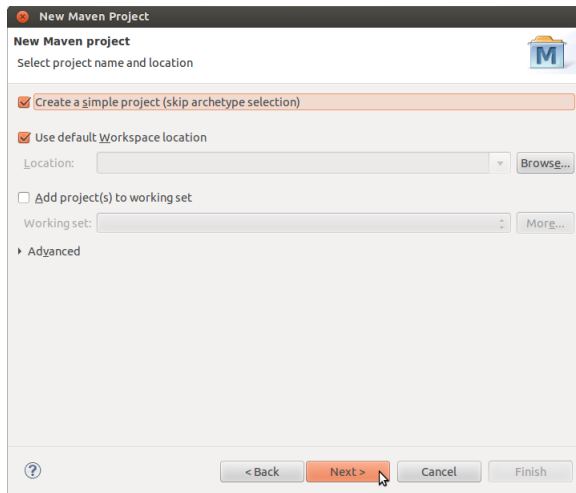 New Maven Project
New Maven project
Select project name and location
M
Create a simple project (skip archetype selection)
Use default Workspace location
Location:
Browse...
Add project(s) to working set
Working set:
More...
Advanced
?
< Back
Next >
Cancel
Finish